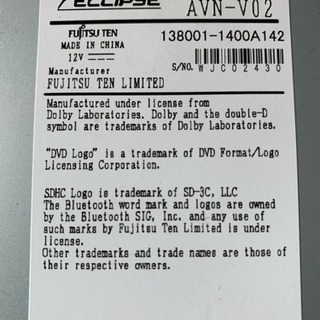 ECLIPSE AVN-V02
FUJITSU TEN 138001-1400A142
MADE IN CHINA
12V
S/NO. WJC02430
Manufacturer
FUJITSU TEN LIMITED
Manufactured under license from
Dolby Laboratories. Dolby and the double-D
symbol are trademarks of Dolby Laboratories.
"DVD Logo" is a trademark of DVD Format/Logo
Licensing Corporation.
SDHC Logo is trademark of SD-3C, LLC
The Bluetooth word mark and logos are owned
by the Bluetooth SIG, Inc. and any use of
such marks by Fujitsu Ten Limited is under
license.
Other trademarks and trade names are those of
their respective owners.